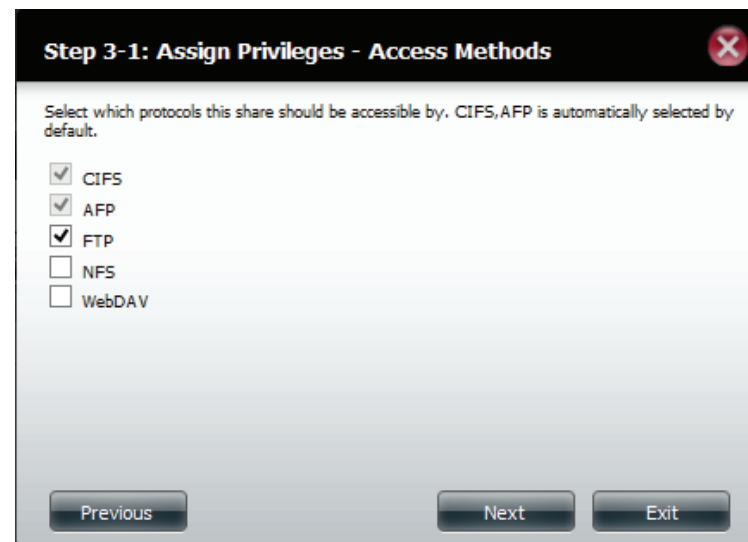 Step 3-1: Assign Privileges - Access Methods
Select which protocols this share should be accessible by. CIFS,AFP is automatically selected by
default.
CIFS
AFP
FTP
NFS
WebDAV
Previous
Next
Exit